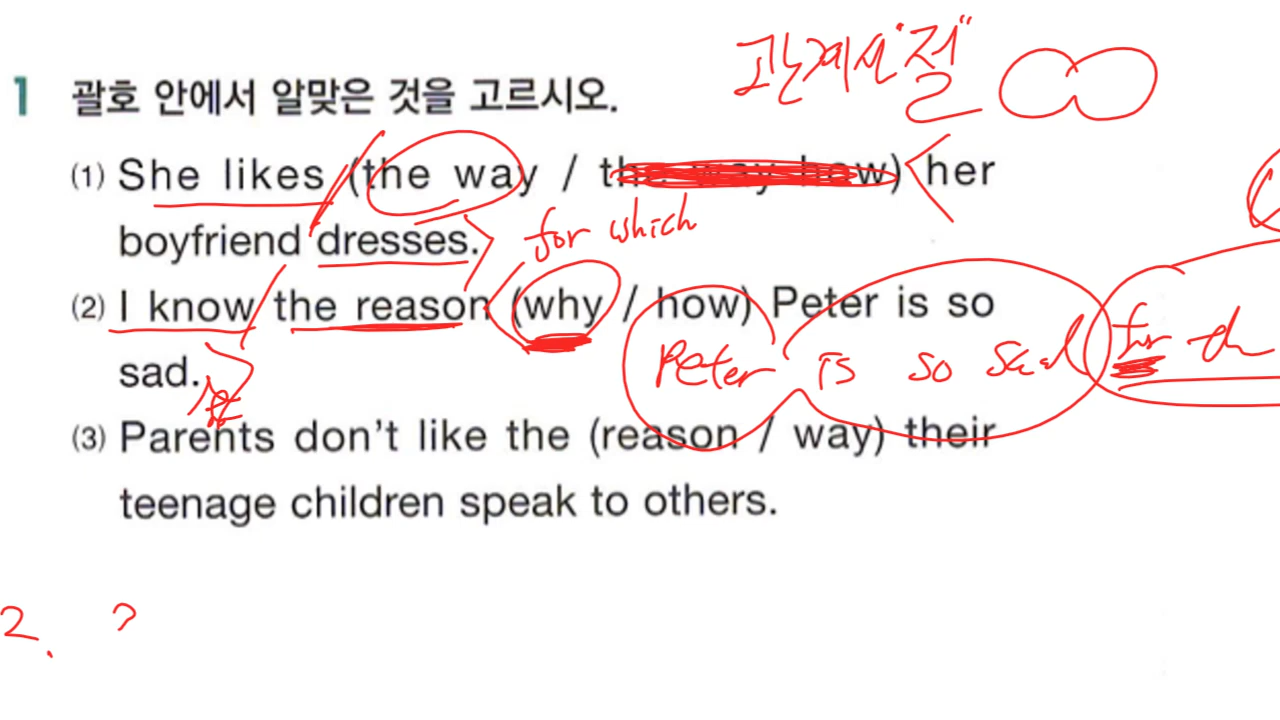 관계사"절"
1 괄호 안에서 알맞은 것을 고르시오.
(1) She likes (the way / the way how) her
boyfriend dresses.
for which
(2) I know the reason (why / how) Peter is so
sad.
Peter is so sad for
(3) Parents don't like the (reason / way) their
teenage children speak to others.
2.